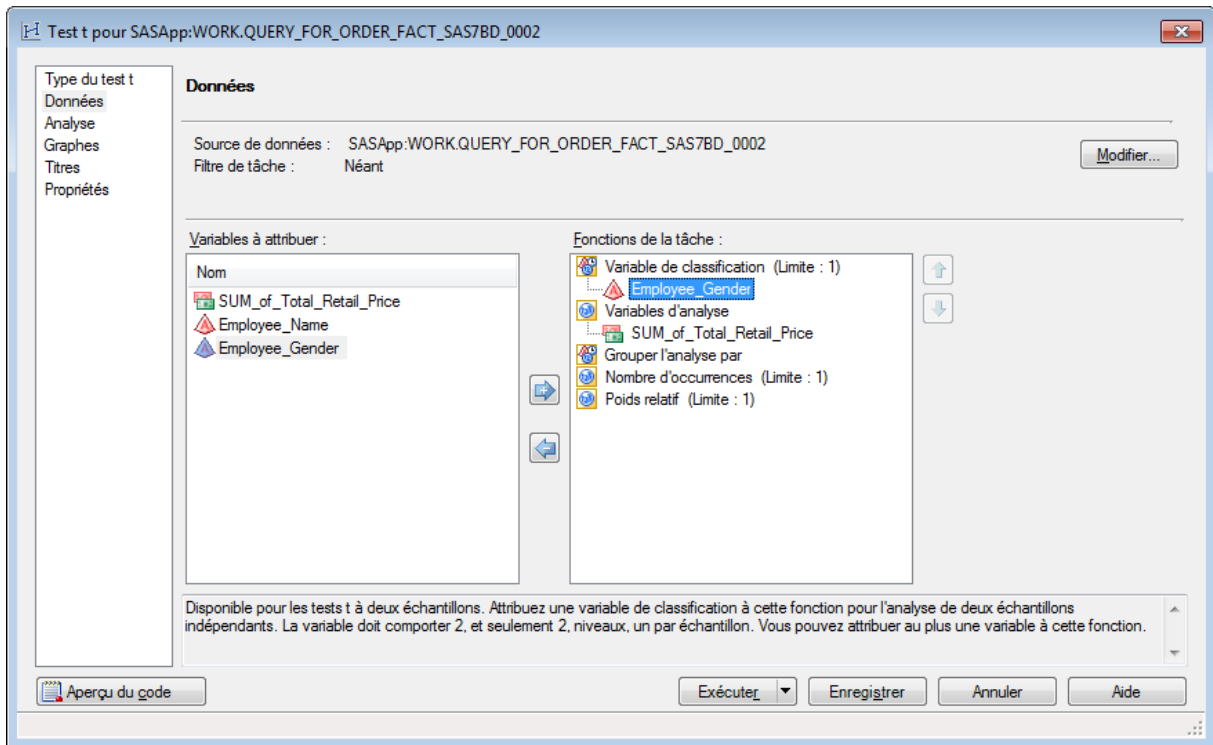 Test t pour SASApp:WORK.QUERY_FOR_ORDER_FACT_SAS7BD_0002
Type du test t
Données
Analyse
Graphes
Titres
Propriétés
Données
Source de données : SASApp:WORK.QUERY_FOR_ORDER_FACT_SAS7BD_0002
Filtre de tâche : Néant
Modifier...
Variables à attribuer :
Nom
SUM_of_Total_Retail_Price
Employee_Name
Employee_Gender
Fonctions de la tâche :
Variable de classification (Limite : 1)
Employee_Gender
Variables d'analyse
SUM_of_Total_Retail_Price
Grouper l'analyse par
Nombre d'occurrences (Limite : 1)
Poids relatif (Limite : 1)
Disponible pour les tests t à deux échantillons. Attribuez une variable de classification à cette fonction pour l'analyse de deux échantillons
indépendants. La variable doit comporter 2, et seulement 2, niveaux, un par échantillon. Vous pouvez attribuer au plus une variable à cette fonction.
Aperçu du code
Exécuter
Enregistrer
Annuler
Aide